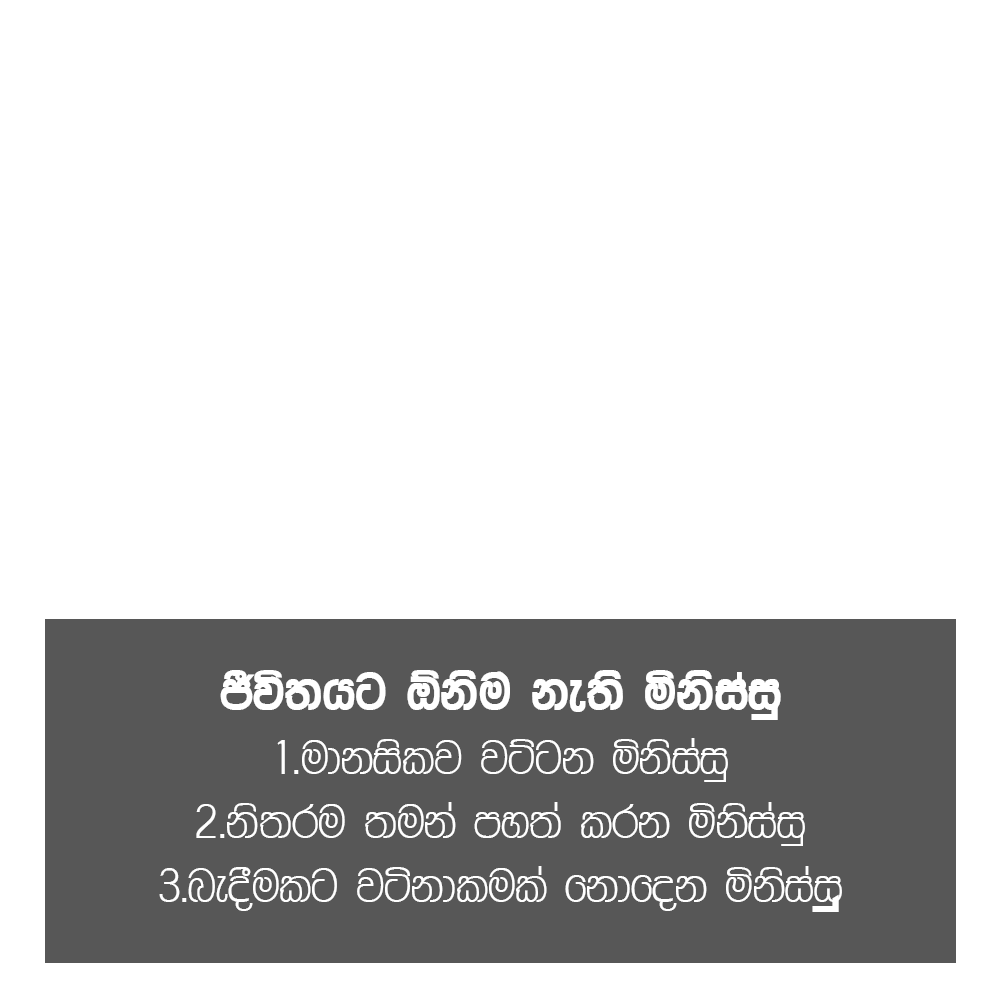 ජීවිතයට ඕනිම නැති මිනිස්සු
1.මානසිකව වට්ටන මිනිස්සු
2.නිතරම තමන් පහත් කරන මිනිස්සු
3.බැදීමකට වටිනාකමක් නොදෙන මිනිස්සු